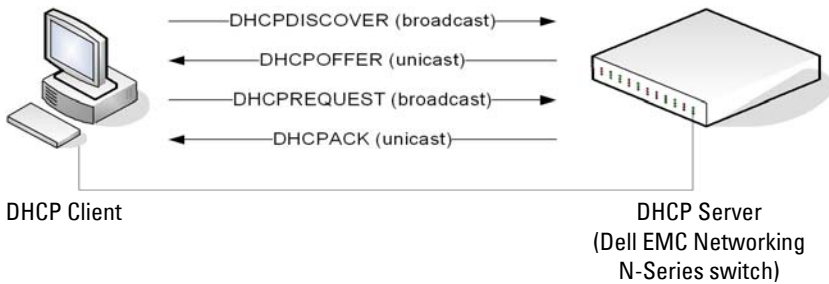 DHCPDISCOVER (broadcast)
DHCPOFFER (unicast)
DHCPREQUEST (broadcast)
DHCPACK (unicast)
DHCP Client
DHCP Server
(Dell EMC Networking
N-Series switch)